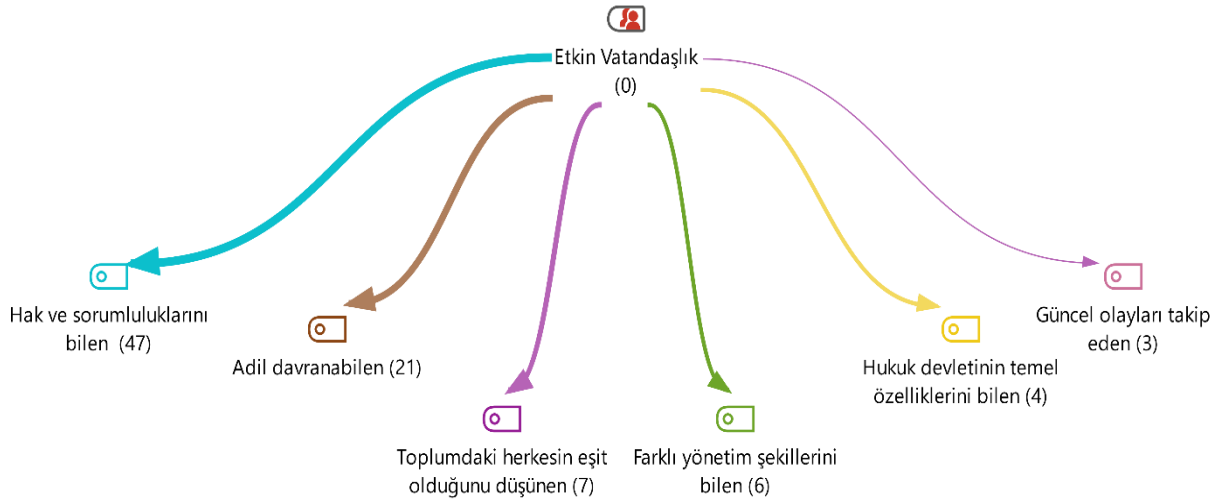 Etkin Vatandaşlık
(0)
Hak ve sorumluluklarını
bilen (47)
Adil davranabilen (21)
Toplumdaki herkesin eşit
olduğunu düşünen (7)
Farklı yönetim şekillerini
bilen (6)
Hukuk devletinin temel
özelliklerini bilen (4)
Güncel olayları takip
eden (3)